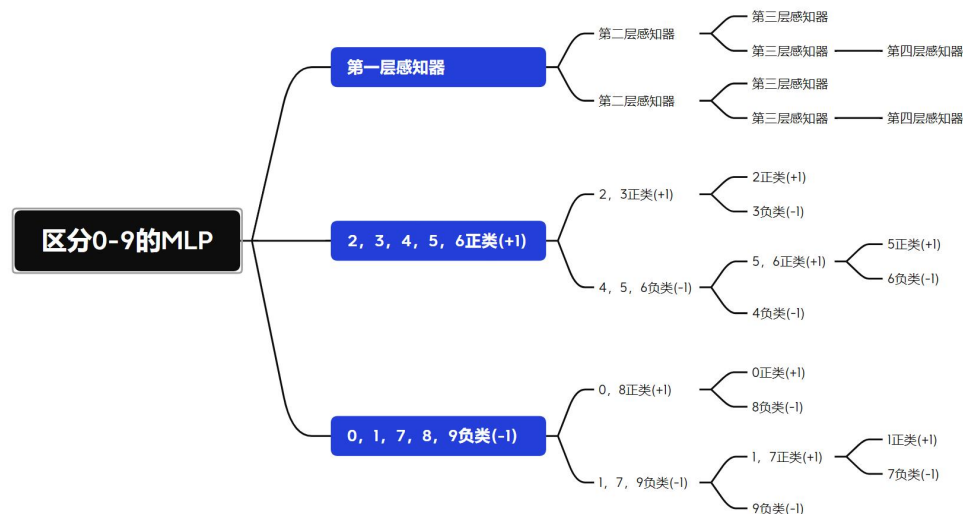 区分0-9的MLP
第一层感知器
第二层感知器
第三层感知器
第三层感知器
第四层感知器
第二层感知器
第三层感知器
第三层感知器
第四层感知器
2，3，4，5，6正类(+1)
2，3正类(+1)
2正类(+1)
3负类(-1)
4，5，6负类(-1)
5，6正类(+1)
5正类(+1)
6负类(-1)
4负类(-1)
0，1，7，8，9负类(-1)
0，8正类(+1)
0正类(+1)
8负类(-1)
1，7，9负类(-1)
1，7正类(+1)
1正类(+1)
7负类(-1)
9负类(-1)